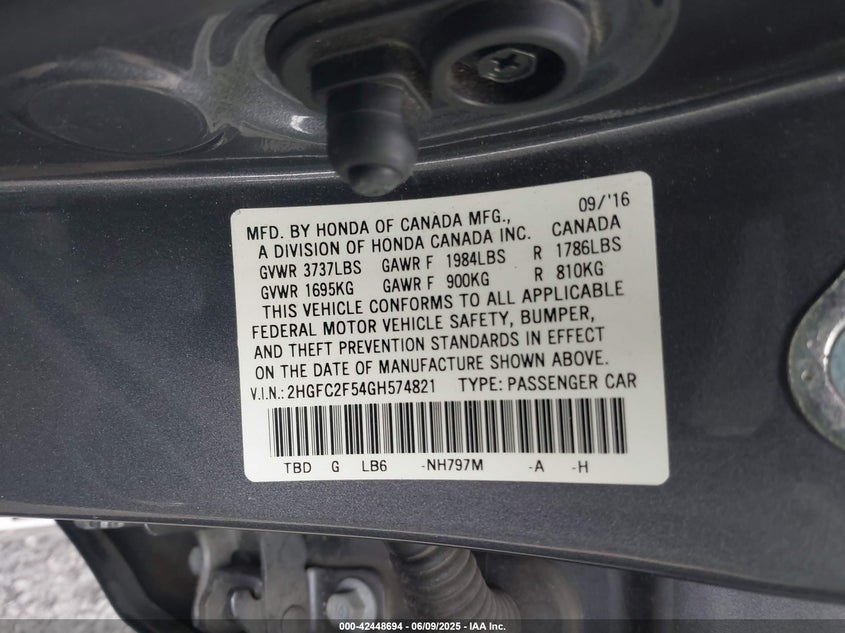 09/'16
MFD. BY HONDA OF CANADA MFG.,
A DIVISION OF HONDA CANADA INC. CANADA
GVWR 3737LBS GAWR F 1984LBS R 1786LBS
GVWR 1695KG GAWR F 900KG R 810KG
THIS VEHICLE CONFORMS TO ALL APPLICABLE
FEDERAL MOTOR VEHICLE SAFETY, BUMPER,
AND THEFT PREVENTION STANDARDS IN EFFECT
ON THE DATE OF MANUFACTURE SHOWN ABOVE.
V.I.N.: 2HGFC2F54GH574821 TYPE: PASSENGER CAR
TBD G LB6 -NH797M -A -H
000-42448694 - 06/09/2025 - IAA Inc.